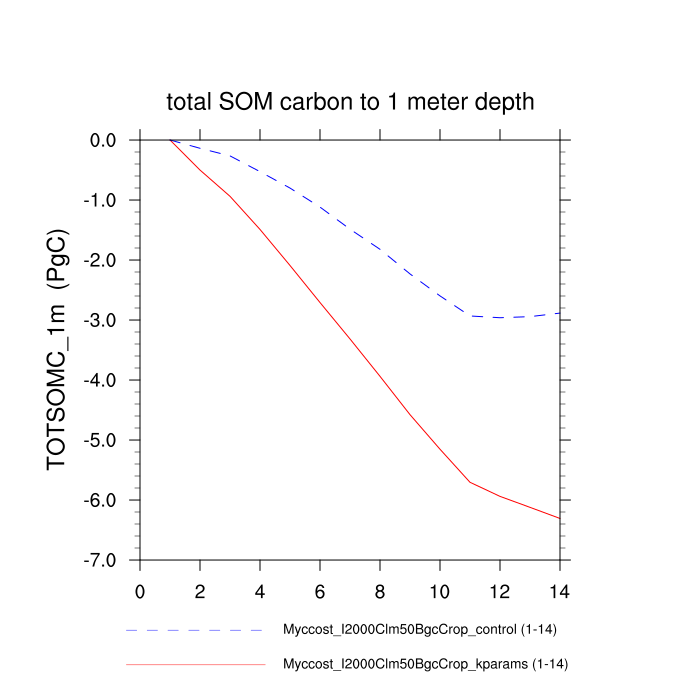 total SOM carbon to 1 meter depth
TOTSOMC_1m (PgC)
0.0
-1.0
-2.0
-3.0
-4.0
-5.0
-6.0
-7.0
0 2 4 6 8 10 12 14
Myccost_I2000Clm50BgcCrop_control (1-14)
Myccost_I2000Clm50BgcCrop_kparams (1-14)